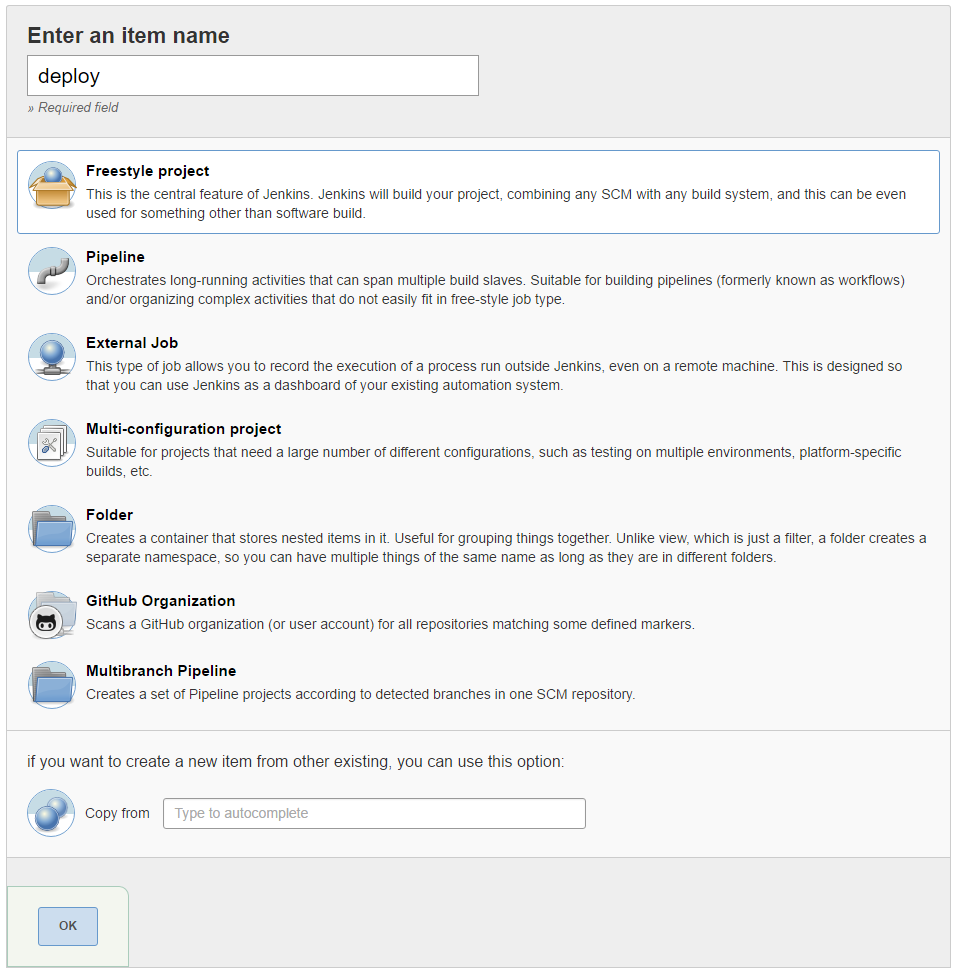 Enter an item name
deploy
» Required field
Freestyle project
This is the central feature of Jenkins. Jenkins will build your project, combining any SCM with any build system, and this can be even
used for something other than software build.
Pipeline
Orchestrates long-running activities that can span multiple build slaves. Suitable for building pipelines (formerly known as workflows)
and/or organizing complex activities that do not easily fit in free-style job type.
External Job
This type of job allows you to record the execution of a process run outside Jenkins, even on a remote machine. This is designed so
that you can use Jenkins as a dashboard of your existing automation system.
Multi-configuration project
Suitable for projects that need a large number of different configurations, such as testing on multiple environments, platform-specific
builds, etc.
Folder
Creates a container that stores nested items in it. Useful for grouping things together. Unlike view, which is just a filter, a folder creates a
separate namespace, so you can have multiple things of the same name as long as they are in different folders.
GitHub Organization
Scans a GitHub organization (or user account) for all repositories matching some defined markers.
Multibranch Pipeline
Creates a set of Pipeline projects according to detected branches in one SCM repository.
if you want to create a new item from other existing, you can use this option:
Copy from
Type to autocomplete
OK